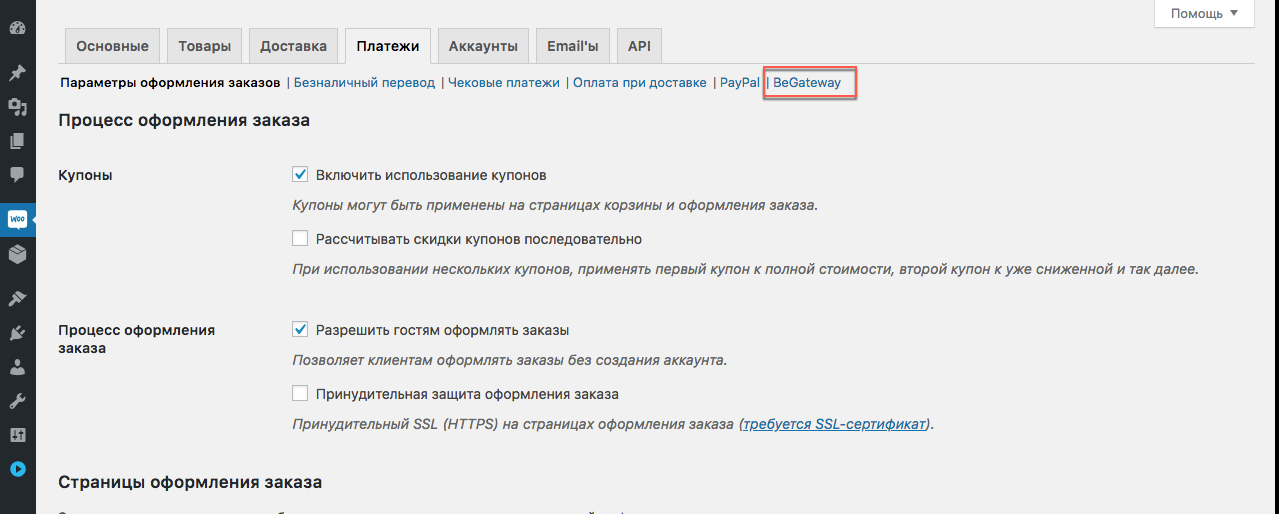 Помощь ▼
Основные Товары Доставка Платежи Аккаунты Email'ы API
Параметры оформления заказов | Безналичный перевод | Чековые платежи | Оплата при доставке | PayPal | BeGateway
Процесс оформления заказа
Купоны
Включить использование купонов
Купоны могут быть применены на страницах корзины и оформления заказа.
Рассчитывать скидки купонов последовательно
При использовании нескольких купонов, применять первый купон к полной стоимости, второй купон к уже сниженной и так далее.
Процесс оформления
заказа
Разрешить гостям оформлять заказы
Позволяет клиентам оформлять заказы без создания аккаунта.
Принудительная защита оформления заказа
Принудительный SSL (HTTPS) на страницах оформления заказа (требуется SSL-сертификат).
Woo
Страницы оформления заказа